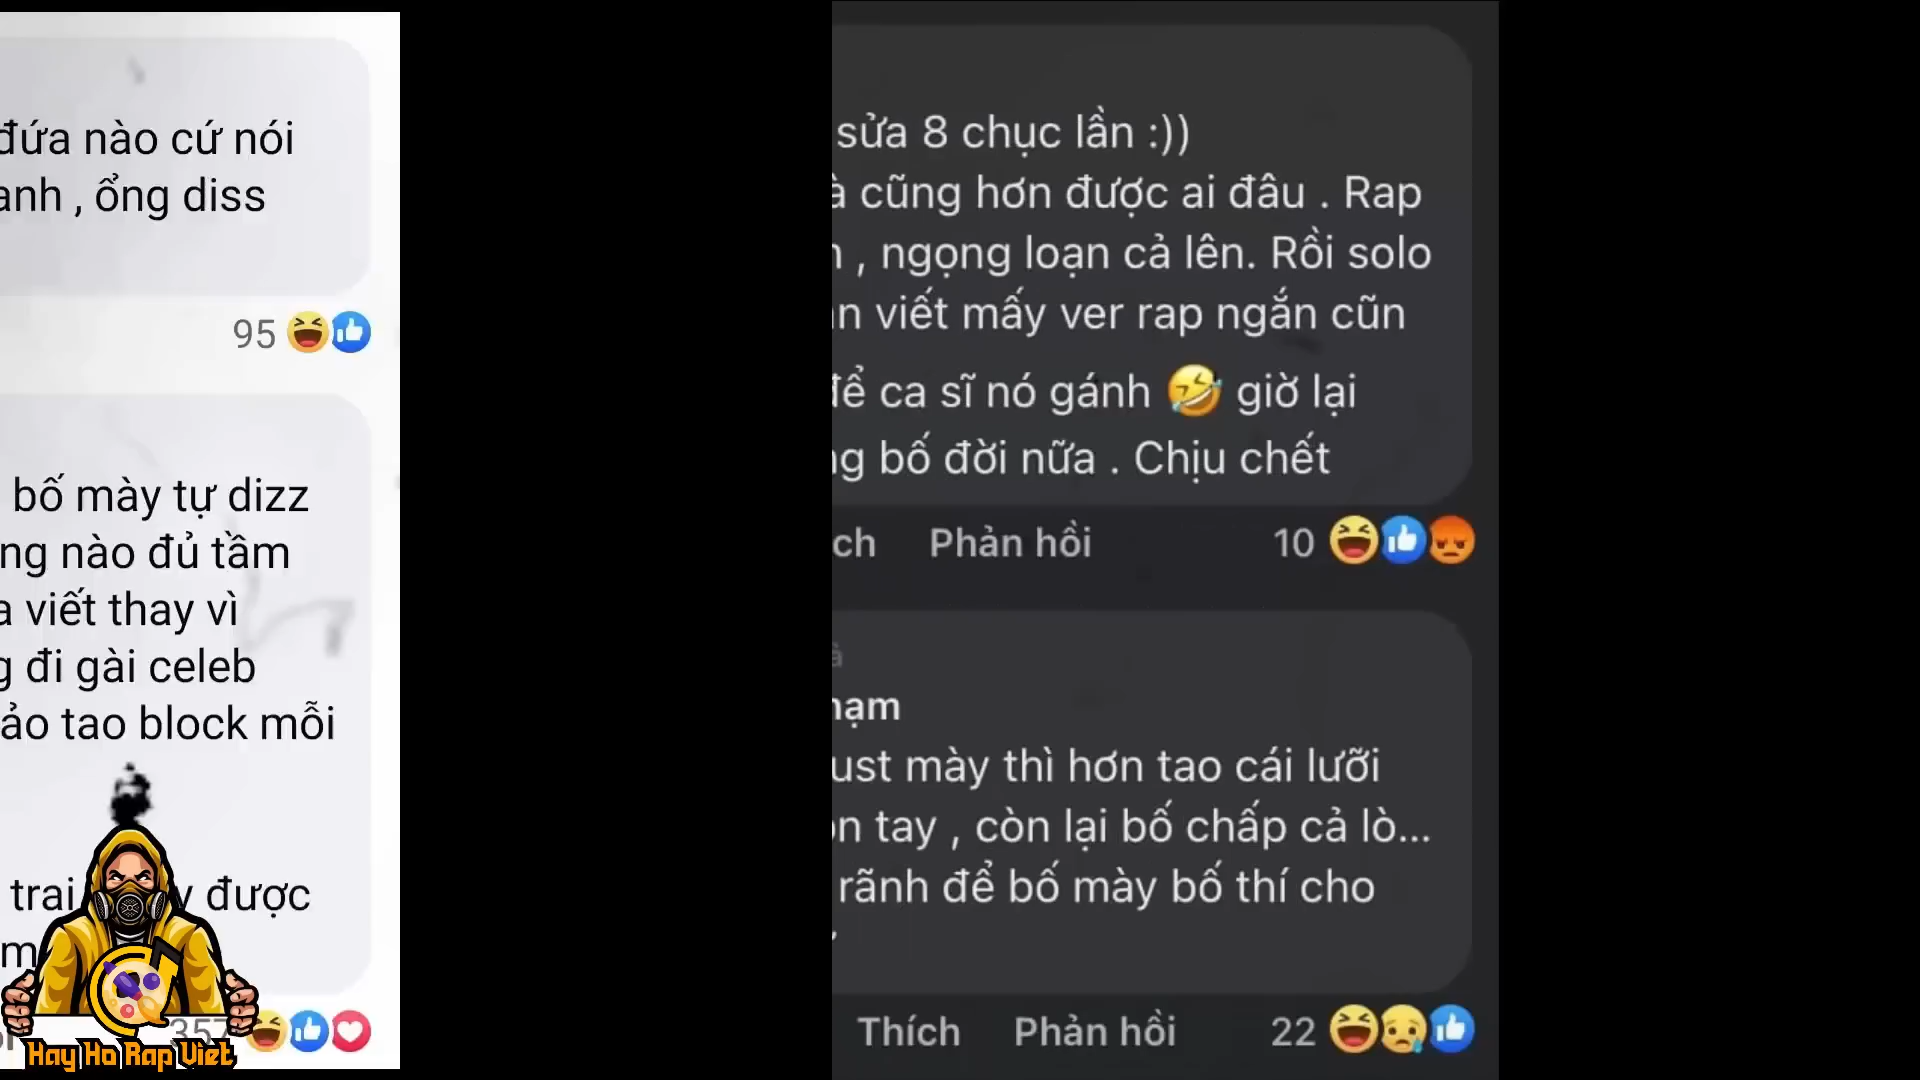 đứa nào cứ nói
anh , ổng diss
95
bố mày tự dizz
ng nào đủ tầm
a viết thay vì
g đi gài celeb
ảo tao block mỗi
trai được
357
Hay Ho Rap Viet
sửa 8 chục lần :))
à cũng hơn được ai đâu . Rap
, ngọng loạn cả lên. Rồi solo
n viết mấy ver rap ngắn cũn
để ca sĩ nó gánh 🤣 giờ lại
ng bố đời nữa . Chịu chết
ch Phản hồi 10
hạm
ust mày thì hơn tao cái lưỡi
ọn tay , còn lại bố chấp cả lò...
rãnh để bố mày bố thí cho
Thích Phản hồi 22